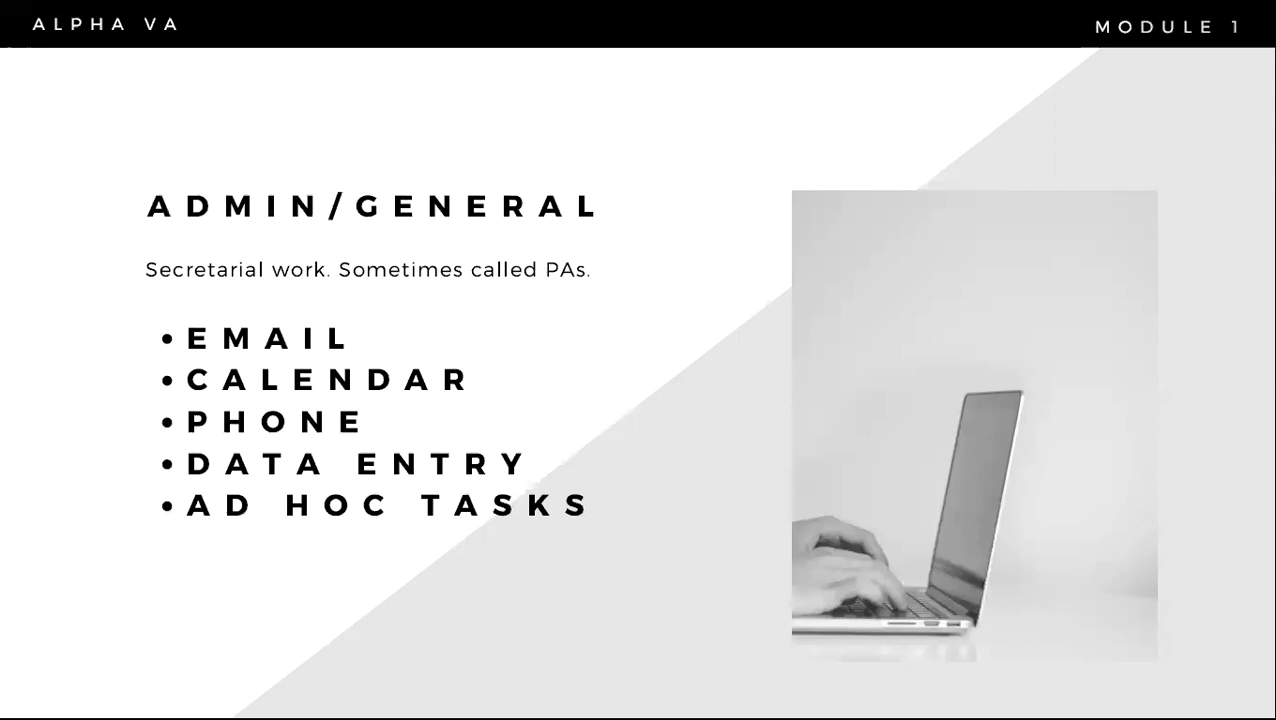 ALPHA VA
MODULE 1
ADMIN/GENERAL
Secretarial work. Sometimes called PAs.
• EMAIL
• CALENDAR
• PHONE
• DATA ENTRY
• AD HOC TASKS